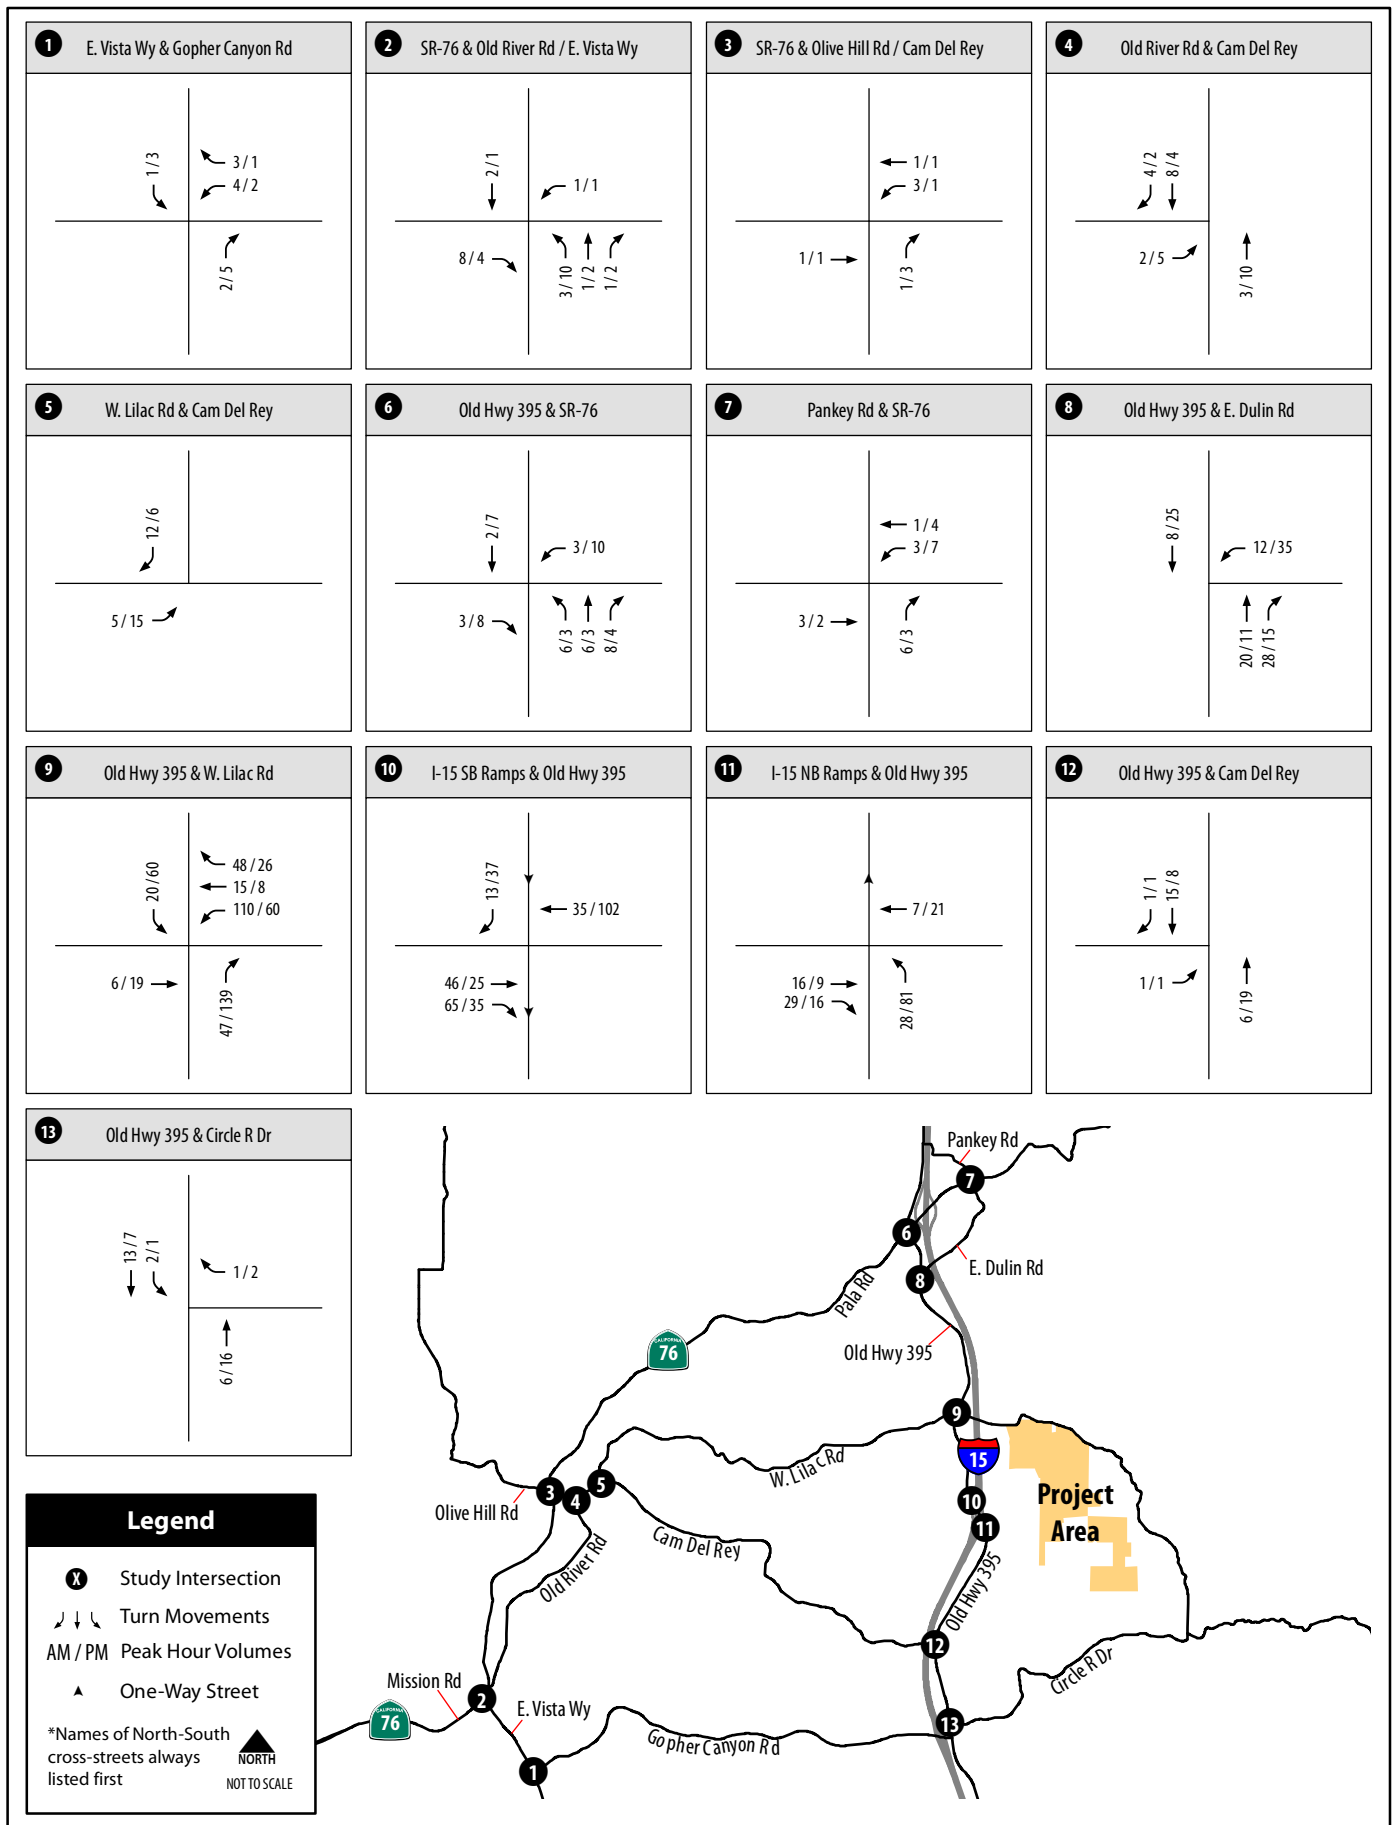 1 E. Vista Wy & Gopher Canyon Rd
1 / 3
3 / 1
4 / 2
2 / 5
2 SR-76 & Old River Rd / E. Vista Wy
2 / 1
1 / 1
8 / 4
3 / 10
1 / 2
1 / 2
3 SR-76 & Olive Hill Rd / Cam Del Rey
1 / 1
3 / 1
1 / 1
1 / 3
4 Old River Rd & Cam Del Rey
4 / 2
8 / 4
2 / 5
3 / 10
5 W. Lilac Rd & Cam Del Rey
12 / 6
5 / 15
6 Old Hwy 395 & SR-76
2 / 7
3 / 10
3 / 8
6 / 3
6 / 3
8 / 4
7 Pankey Rd & SR-76
1 / 4
3 / 7
3 / 2
6 / 3
8 Old Hwy 395 & E. Dulin Rd
8 / 25
12 / 35
20 / 11
28 / 15
9 Old Hwy 395 & W. Lilac Rd
20 / 60
48 / 26
15 / 8
110 / 60
6 / 19
47 / 139
10 I-15 SB Ramps & Old Hwy 395
13 / 37
35 / 102
46 / 25
65 / 35
11 I-15 NB Ramps & Old Hwy 395
7 / 21
16 / 9
29 / 16
28 / 81
12 Old Hwy 395 & Cam Del Rey
1 / 1
15 / 8
1 / 1
6 / 19
13 Old Hwy 395 & Circle R Dr
13 / 7
2 / 1
1 / 2
6 / 16
Pankey Rd
7
6
E. Dulin Rd
8
Pala Rd
Old Hwy 395
CALIFORNIA
76
9
15
W. Lilac Rd
Project
Area
10
11
5
3
4
Olive Hill Rd
Cam Del Rey
Old River Rd
Old Hwy 395
12
Circle R Dr
Mission Rd
2
E. Vista Wy
CALIFORNIA
76
13
Gopher Canyon Rd
1
Legend
X Study Intersection
Turn Movements
AM / PM Peak Hour Volumes
One-Way Street
*Names of North-South
cross-streets always
listed first
NORTH
NOT TO SCALE